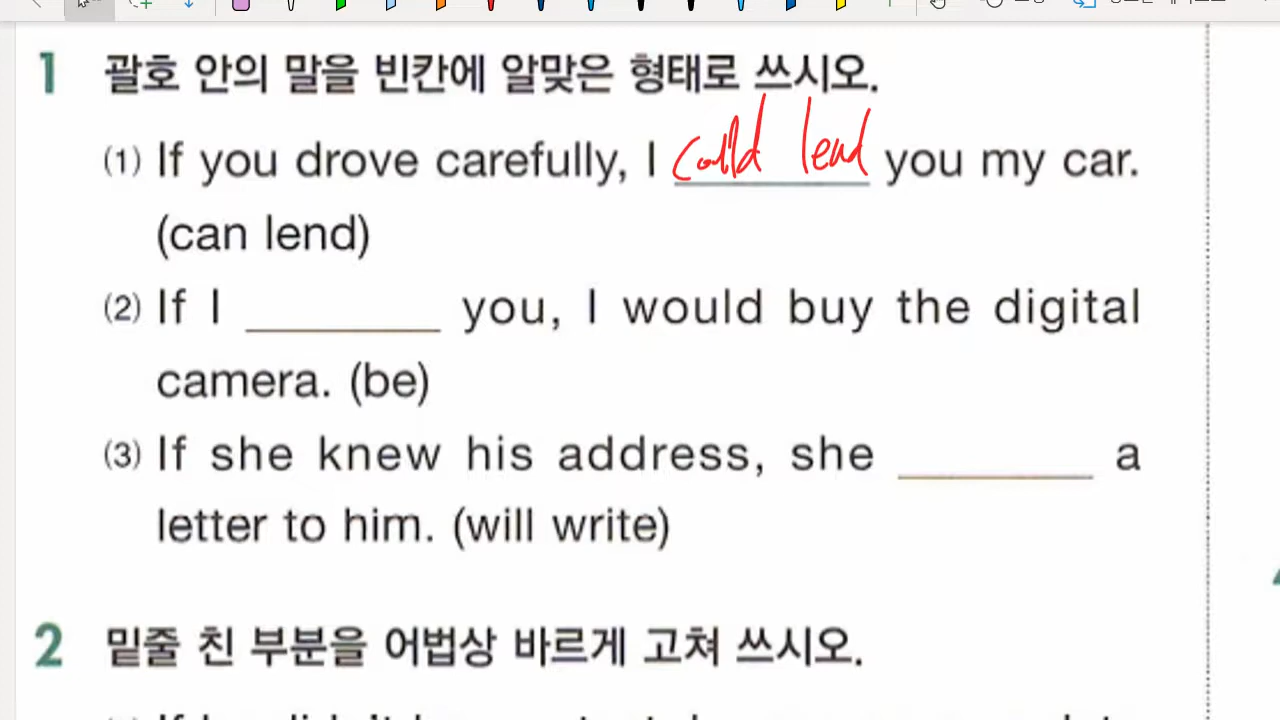 1 괄호 안의 말을 빈칸에 알맞은 형태로 쓰시오.
(1) If you drove carefully, I could lend you my car.
(can lend)
(2) If I ________ you, I would buy the digital
camera. (be)
(3) If she knew his address, she ________ a
letter to him. (will write)
2 밑줄 친 부분을 어법상 바르게 고쳐 쓰시오.